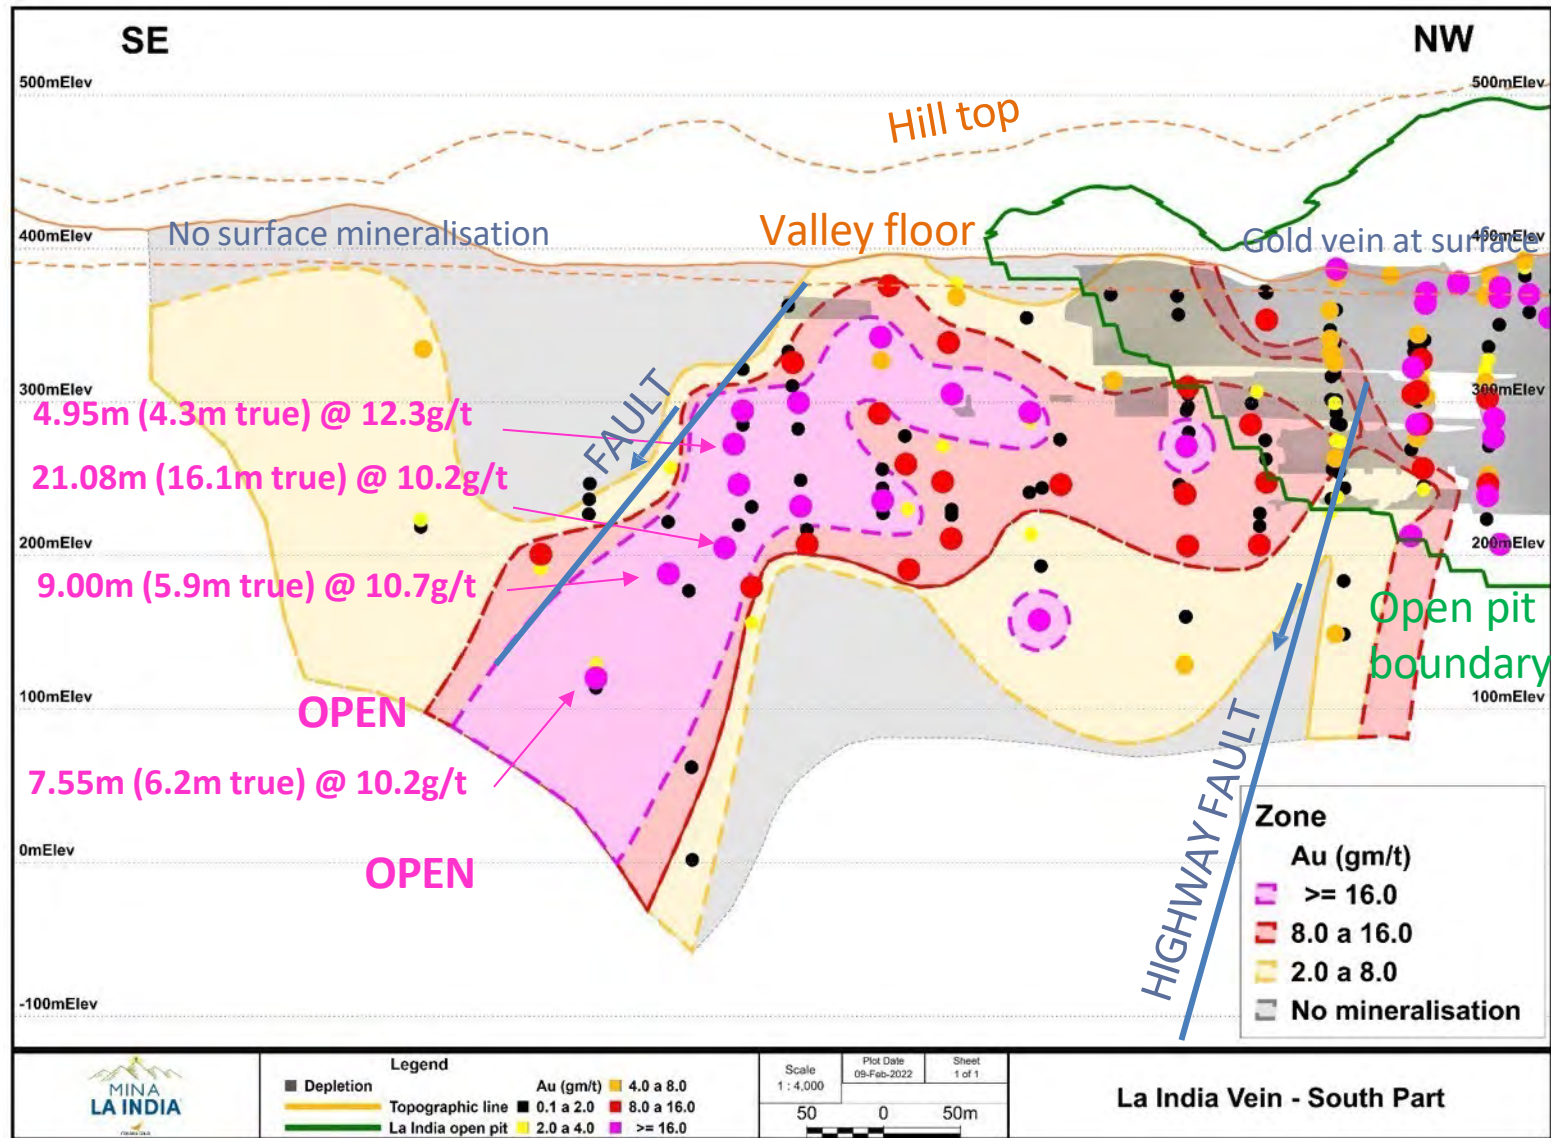 SE
NW
500mElev
500mElev
Hill top
No surface mineralisation
Valley floor
Gold vein at surface
400mElev
400mElev
300mElev
300mElev
4.95m (4.3m true) @ 12.3g/t
FAULT
21.08m (16.1m true) @ 10.2g/t
200mElev
200mElev
9.00m (5.9m true) @ 10.7g/t
Open pit
boundary
100mElev
100mElev
OPEN
7.55m (6.2m true) @ 10.2g/t
HIGHWAY FAULT
0mElev
OPEN
-100mElev
Zone
Au (gm/t)
>= 16.0
8.0 a 16.0
2.0 a 8.0
No mineralisation
MINA
LA INDIA
Legend
Depletion
Topographic line
La India open pit
Au (gm/t)
0.1 a 2.0
2.0 a 4.0
4.0 a 8.0
8.0 a 16.0
>= 16.0
Scale
1 : 4,000
Plot Date
09-Feb-2022
Sheet
1 of 1
50 0 50m
La India Vein - South Part